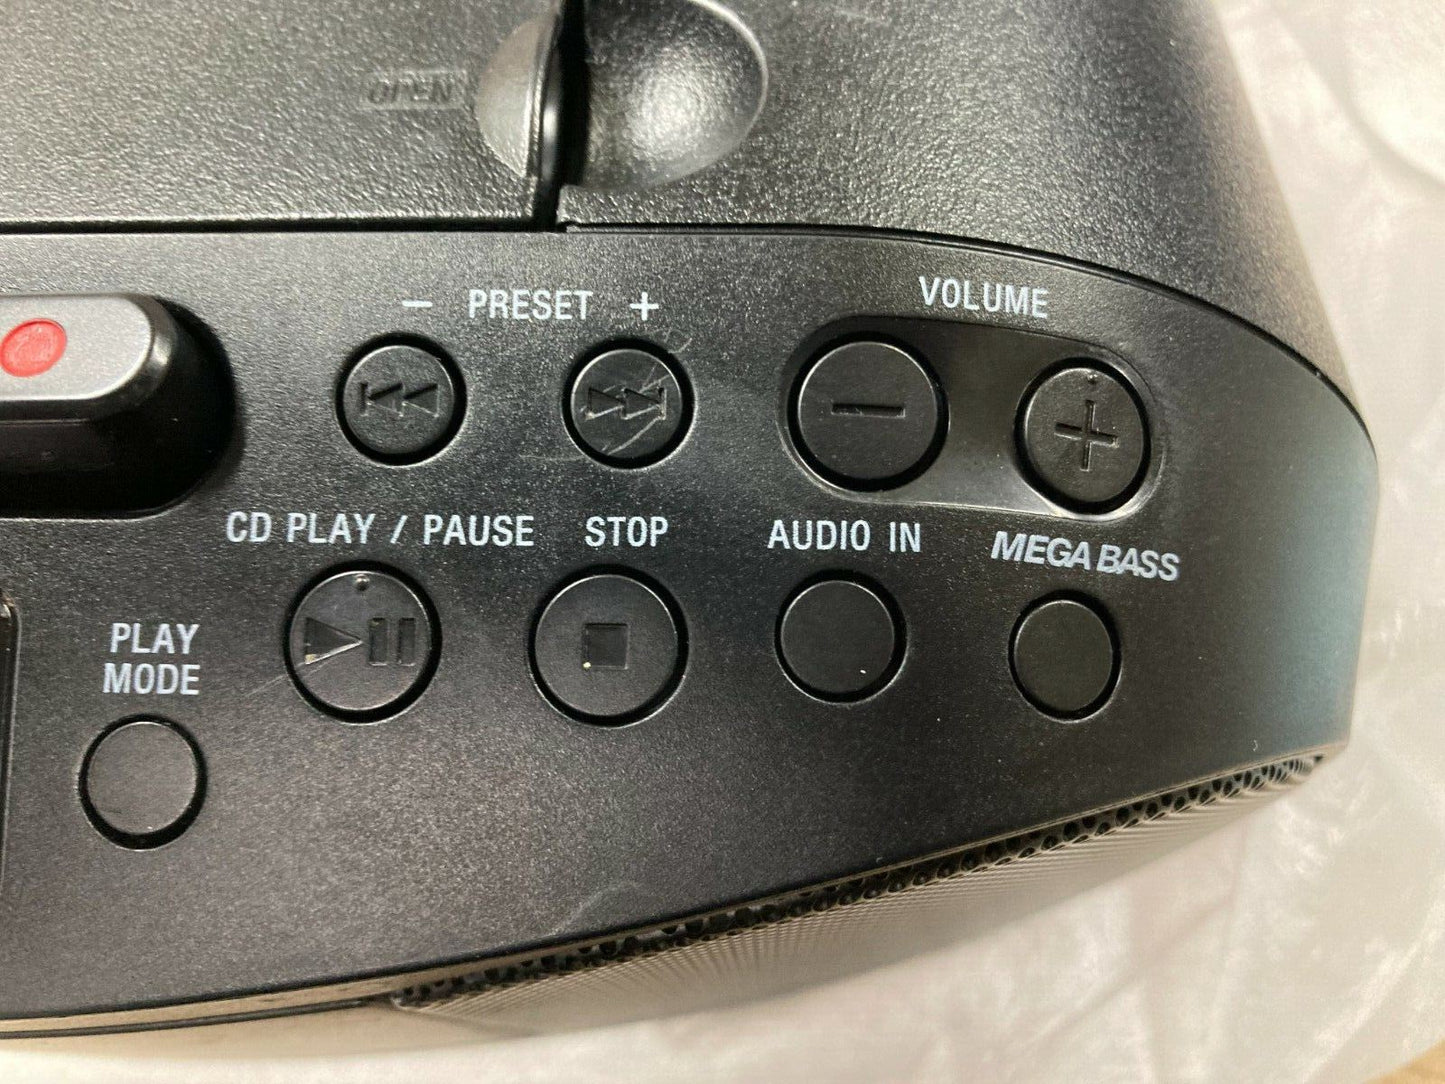 OPEN
− PRESET +
VOLUME
CD PLAY / PAUSE
STOP
AUDIO IN
MEGA BASS
PLAY
MODE